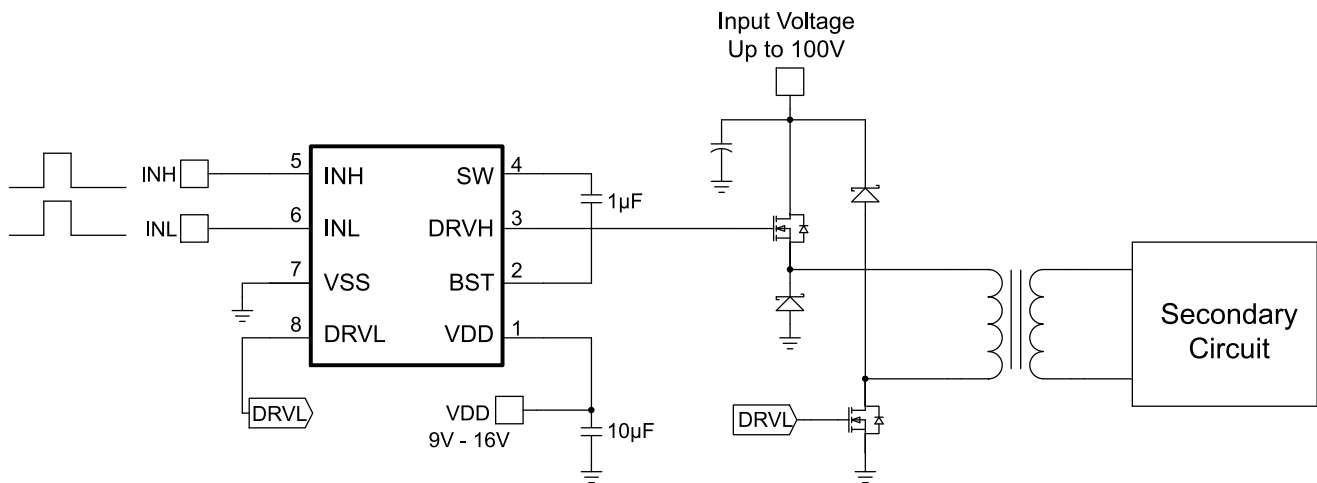 Input Voltage
Up to 100V
INH
5
INH
SW
4
1µF
INL
6
INL
DRVH
3
7
VSS
BST
2
8
DRVL
VDD
1
DRVL
VDD
9V - 16V
10µF
DRVL
Secondary
Circuit